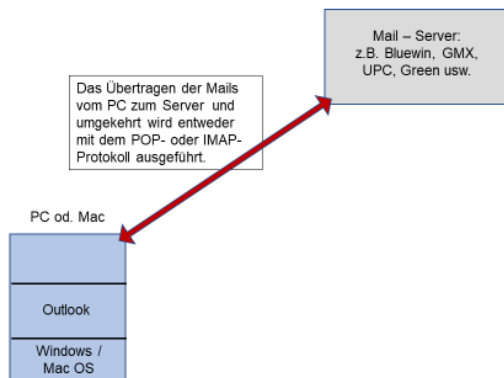 Mail – Server:
z.B. Bluewin, GMX,
UPC, Green usw.
Das Übertragen der Mails
vom PC zum Server und
umgekehrt wird entweder
mit dem POP- oder IMAP-
Protokoll ausgeführt.
PC od. Mac
Outlook
Windows /
Mac OS